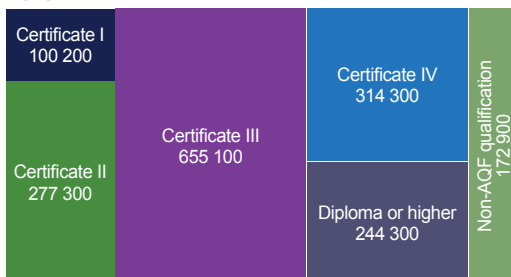 Certificate I
100 200
Certificate II
277 300
Certificate III
655 100
Certificate IV
314 300
Diploma or higher
244 300
Non-AQF qualification
172 900